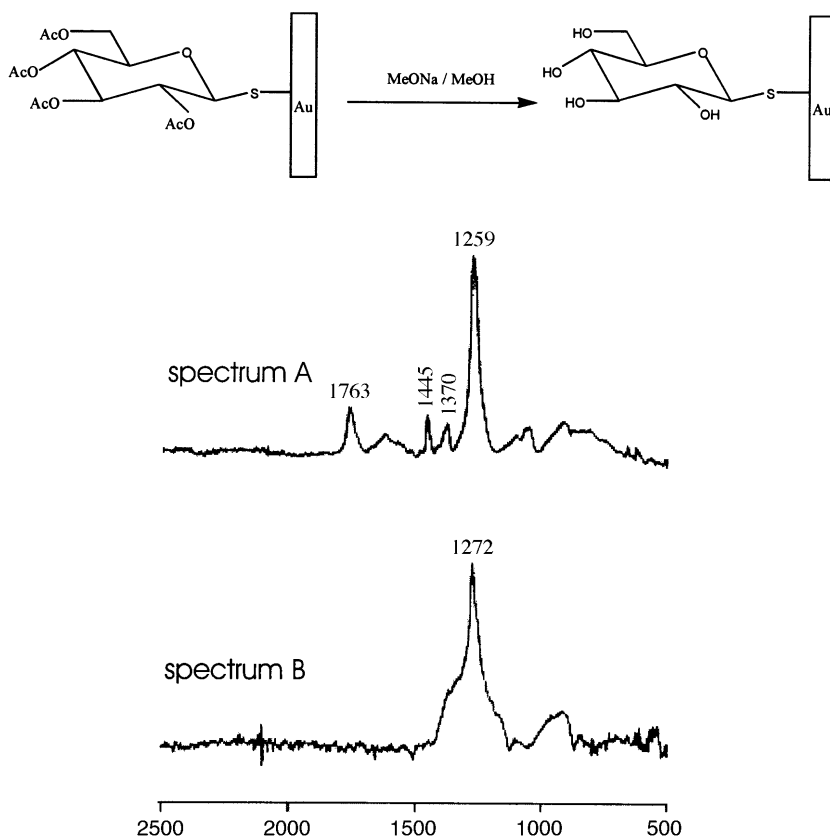 AcO
O
AcO
AcO
S
Au
AcO
MeONa / MeOH
HO
O
HO
HO
S
Au
OH
1259
spectrum A
1763
1445
1370
1272
spectrum B
2500 2000 1500 1000 500